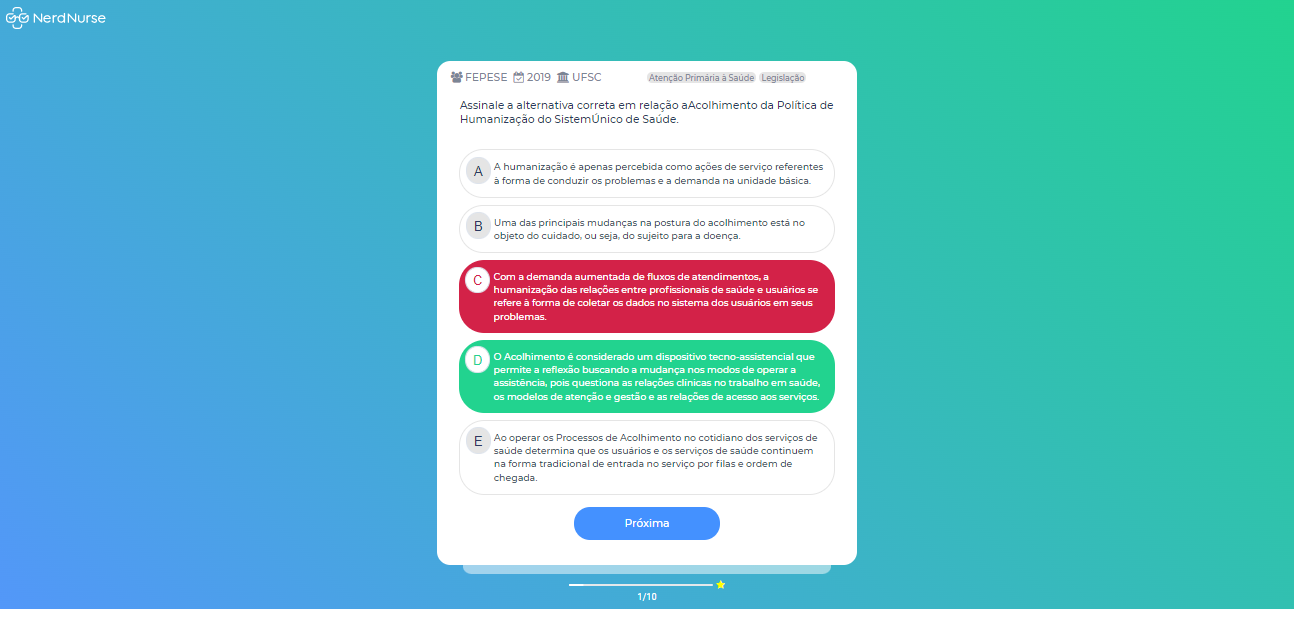 NerdNurse
FEPESE 2019 UFSC Atenção Primária à Saúde Legislação
Assinale a alternativa correta em relação aAcolhimento da Política de
Humanização do SistemÚnico de Saúde.
A A humanização é apenas percebida como ações de serviço referentes
à forma de conduzir os problemas e a demanda na unidade básica.
B Uma das principais mudanças na postura do acolhimento está no
objeto do cuidado, ou seja, do sujeito para a doença.
C Com a demanda aumentada de fluxos de atendimentos, a
humanização das relações entre profissionais de saúde e usuários se
refere à forma de coletar os dados no sistema dos usuários em seus
problemas.
D O Acolhimento é considerado um dispositivo tecno-assistencial que
permite a reflexão buscando a mudança nos modos de operar a
assistência, pois questiona as relações clínicas no trabalho em saúde,
os modelos de atenção e gestão e as relações de acesso aos serviços.
E Ao operar os Processos de Acolhimento no cotidiano dos serviços de
saúde determina que os usuários e os serviços de saúde continuem
na forma tradicional de entrada no serviço por filas e ordem de
chegada.
Próxima
1/10